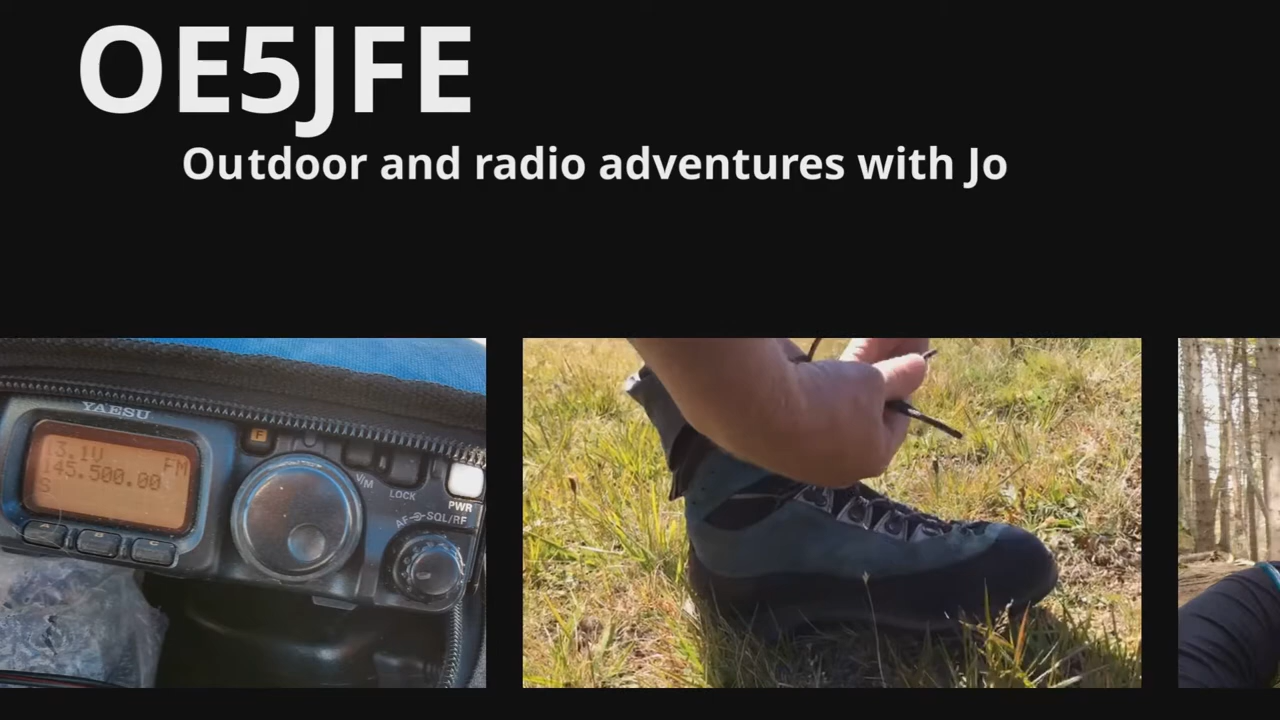 OE5JFE
Outdoor and radio adventures with Jo
YAESU
F
3.1V
FM
145.500.00
S
V/M
LOCK
PWR
AF
SQL/RF
A
B
C